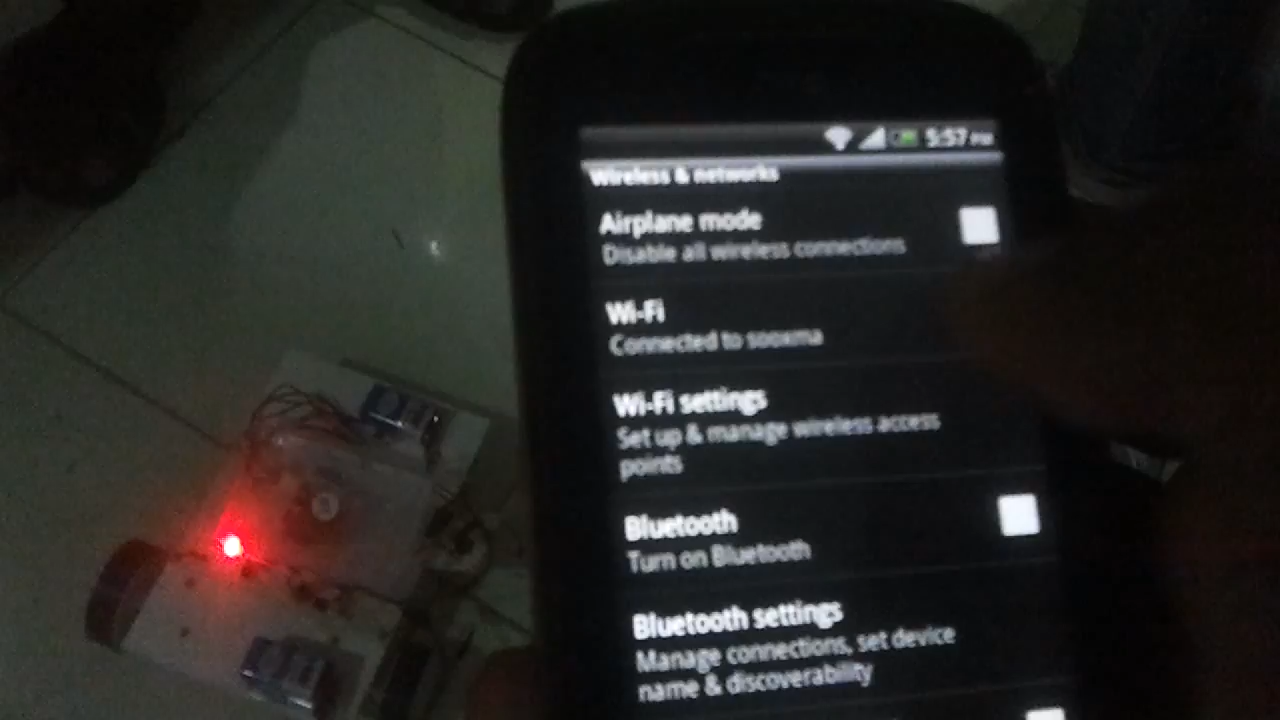 5:57 PM
Wireless & networks
Airplane mode
Disable all wireless connections
Wi-Fi
Connected to sooxma
Wi-Fi settings
Set up & manage wireless access
points
Bluetooth
Turn on Bluetooth
Bluetooth settings
Manage connections, set device
name & discoverability